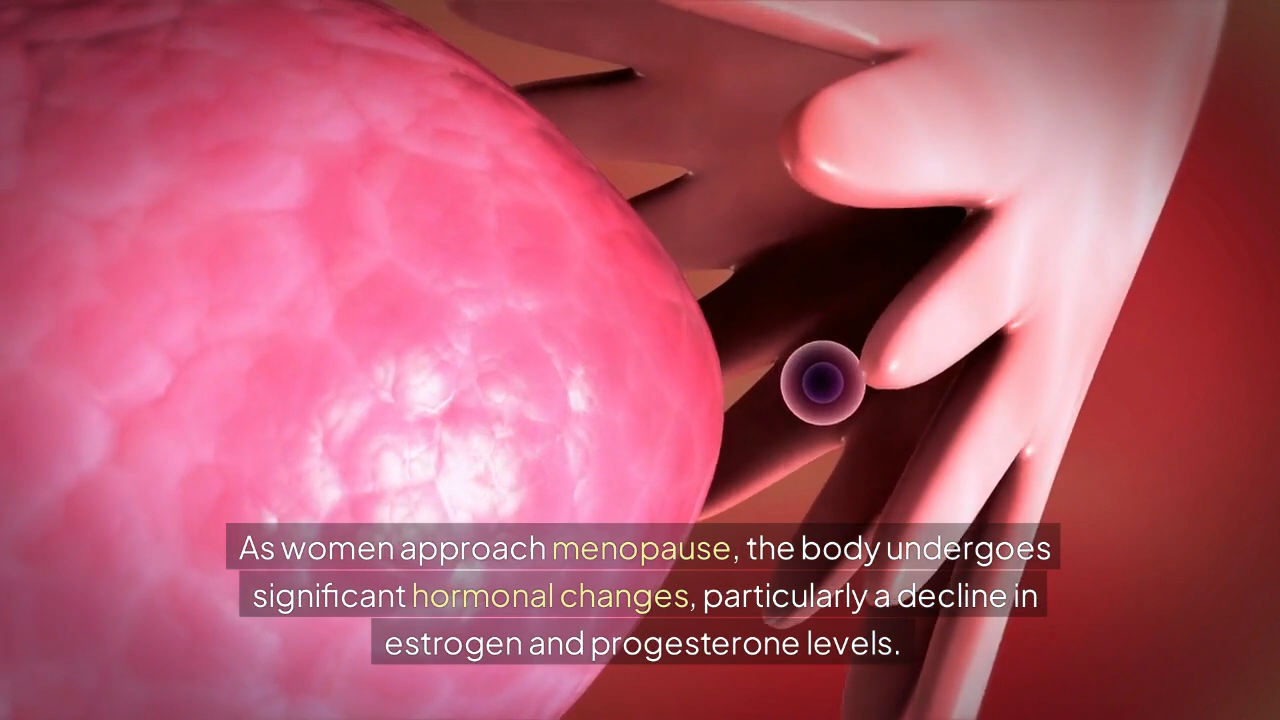 As women approach menopause, the body undergoes
significant hormonal changes, particularly a decline in
estrogen and progesterone levels.